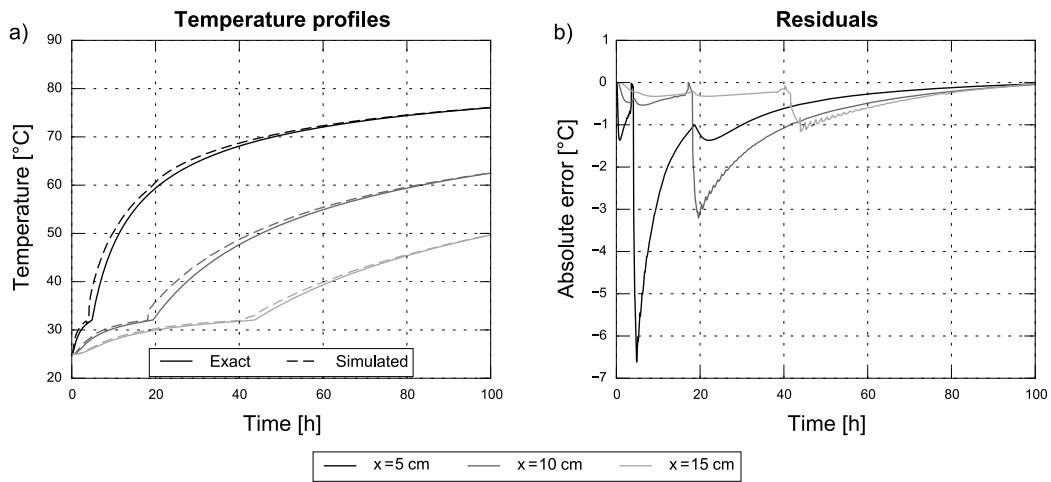 Temperature profiles
Residuals
a)
b)
90
80
70
60
50
40
30
20
Temperature [°C]
Exact
Simulated
0
20
40
60
80
100
Time [h]
1
0
−1
−2
−3
−4
−5
−6
−7
Absolute error [°C]
0
20
40
60
80
100
Time [h]
x = 5 cm
x = 10 cm
x = 15 cm